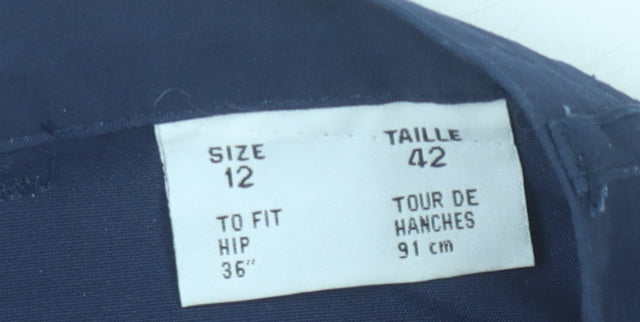 SIZE
12
TO FIT
HIP
36"
TAILLE
42
TOUR DE
HANCHES
91 cm